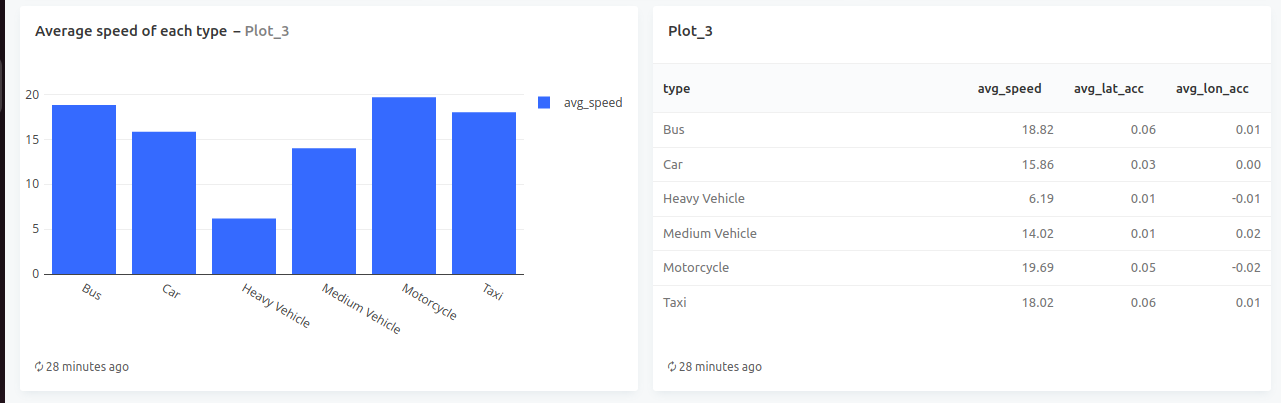 Average speed of each type – Plot_3
20
15
10
5
0
Bus
Car
Heavy Vehicle
Medium Vehicle
Motorcycle
Taxi
avg_speed
28 minutes ago
Plot_3
type avg_speed avg_lat_acc avg_lon_acc
Bus 18.82 0.06 0.01
Car 15.86 0.03 0.00
Heavy Vehicle 6.19 0.01 -0.01
Medium Vehicle 14.02 0.01 0.02
Motorcycle 19.69 0.05 -0.02
Taxi 18.02 0.06 0.01
28 minutes ago